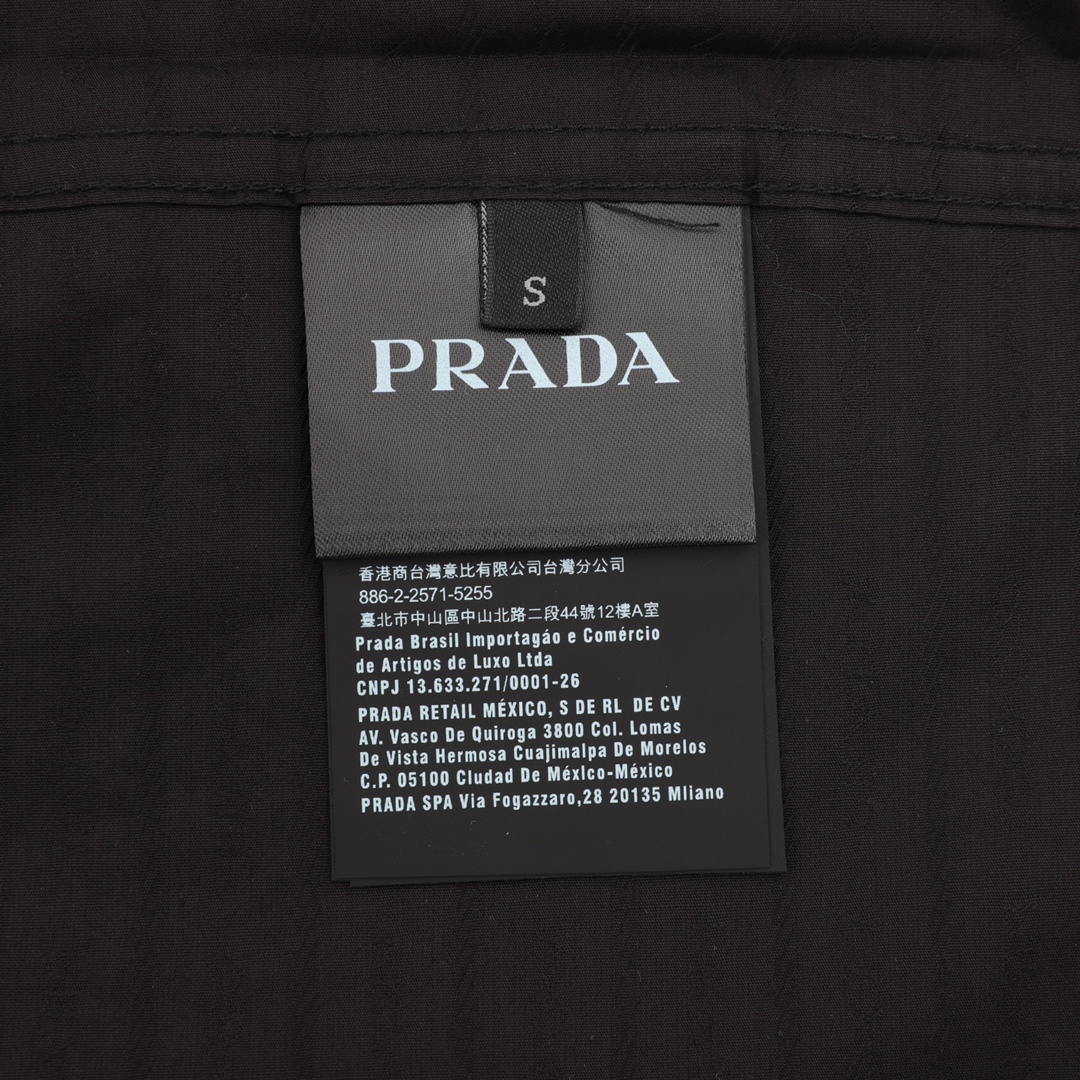 S
PRADA
香港商台灣意比有限公司台灣分公司
886-2-2571-5255
臺北市中山區中山北路二段44號12樓A室
Prada Brasil Importagáo e Comércio
de Artigos de Luxo Ltda
CNPJ 13.633.271/0001-26
PRADA RETAIL MÉXICO, S DE RL DE CV
AV. Vasco De Quiroga 3800 Col. Lomas
De Vista Hermosa Cuajimalpa De Morelos
C.P. 05100 Cludad De Méxlco-México
PRADA SPA Via Fogazzaro,28 20135 Mliano